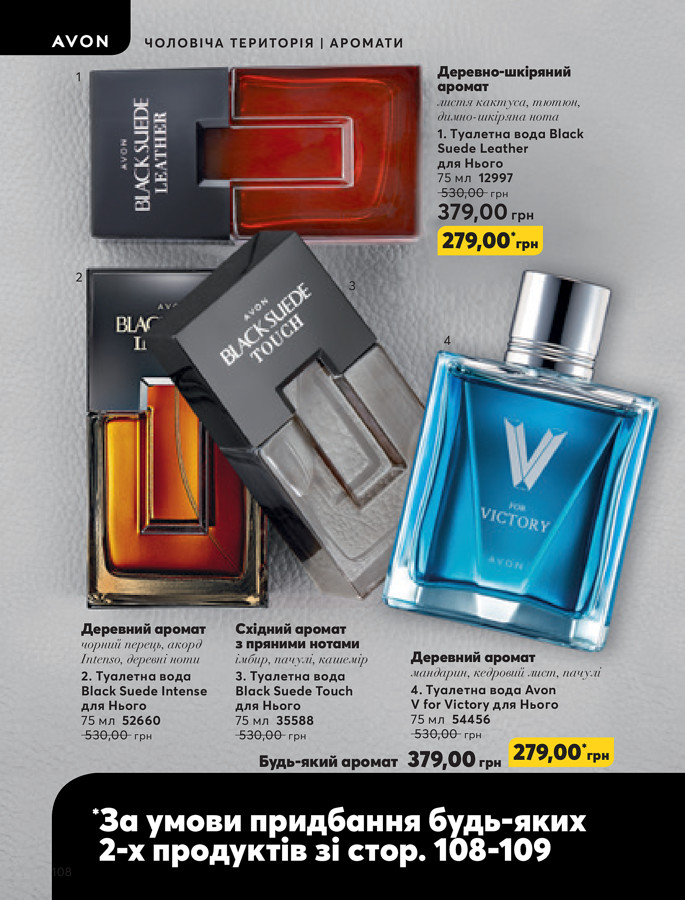 AVON
ЧОЛОВІЧА ТЕРИТОРІЯ | АРОМАТИ
1
AVON
BLACK SUEDE
LEATHER
Деревно-шкіряний
аромат
листя кактуса, тютюн,
димно-шкіряна нота
1. Туалетна вода Black
Suede Leather
для Нього
75 мл 12997
530,00 грн
379,00 грн
279,00* грн
2
3
AVON
BLACK SUEDE
TOUCH
4
V
FOR
VICTORY
AVON
Деревний аромат
чорний перець, акорд
Intenso, деревні ноти
2. Туалетна вода
Black Suede Intense
для Нього
75 мл 52660
530,00 грн
Східний аромат
з пряними нотами
імбир, пачулі, кашемір
3. Туалетна вода
Black Suede Touch
для Нього
75 мл 35588
530,00 грн
Деревний аромат
мандарин, кедровий лист, пачулі
4. Туалетна вода Avon
V for Victory для Нього
75 мл 54456
530,00 грн
Будь-який аромат 379,00 грн 279,00* грн
*За умови придбання будь-яких
2-х продуктів зі стор. 108-109
108